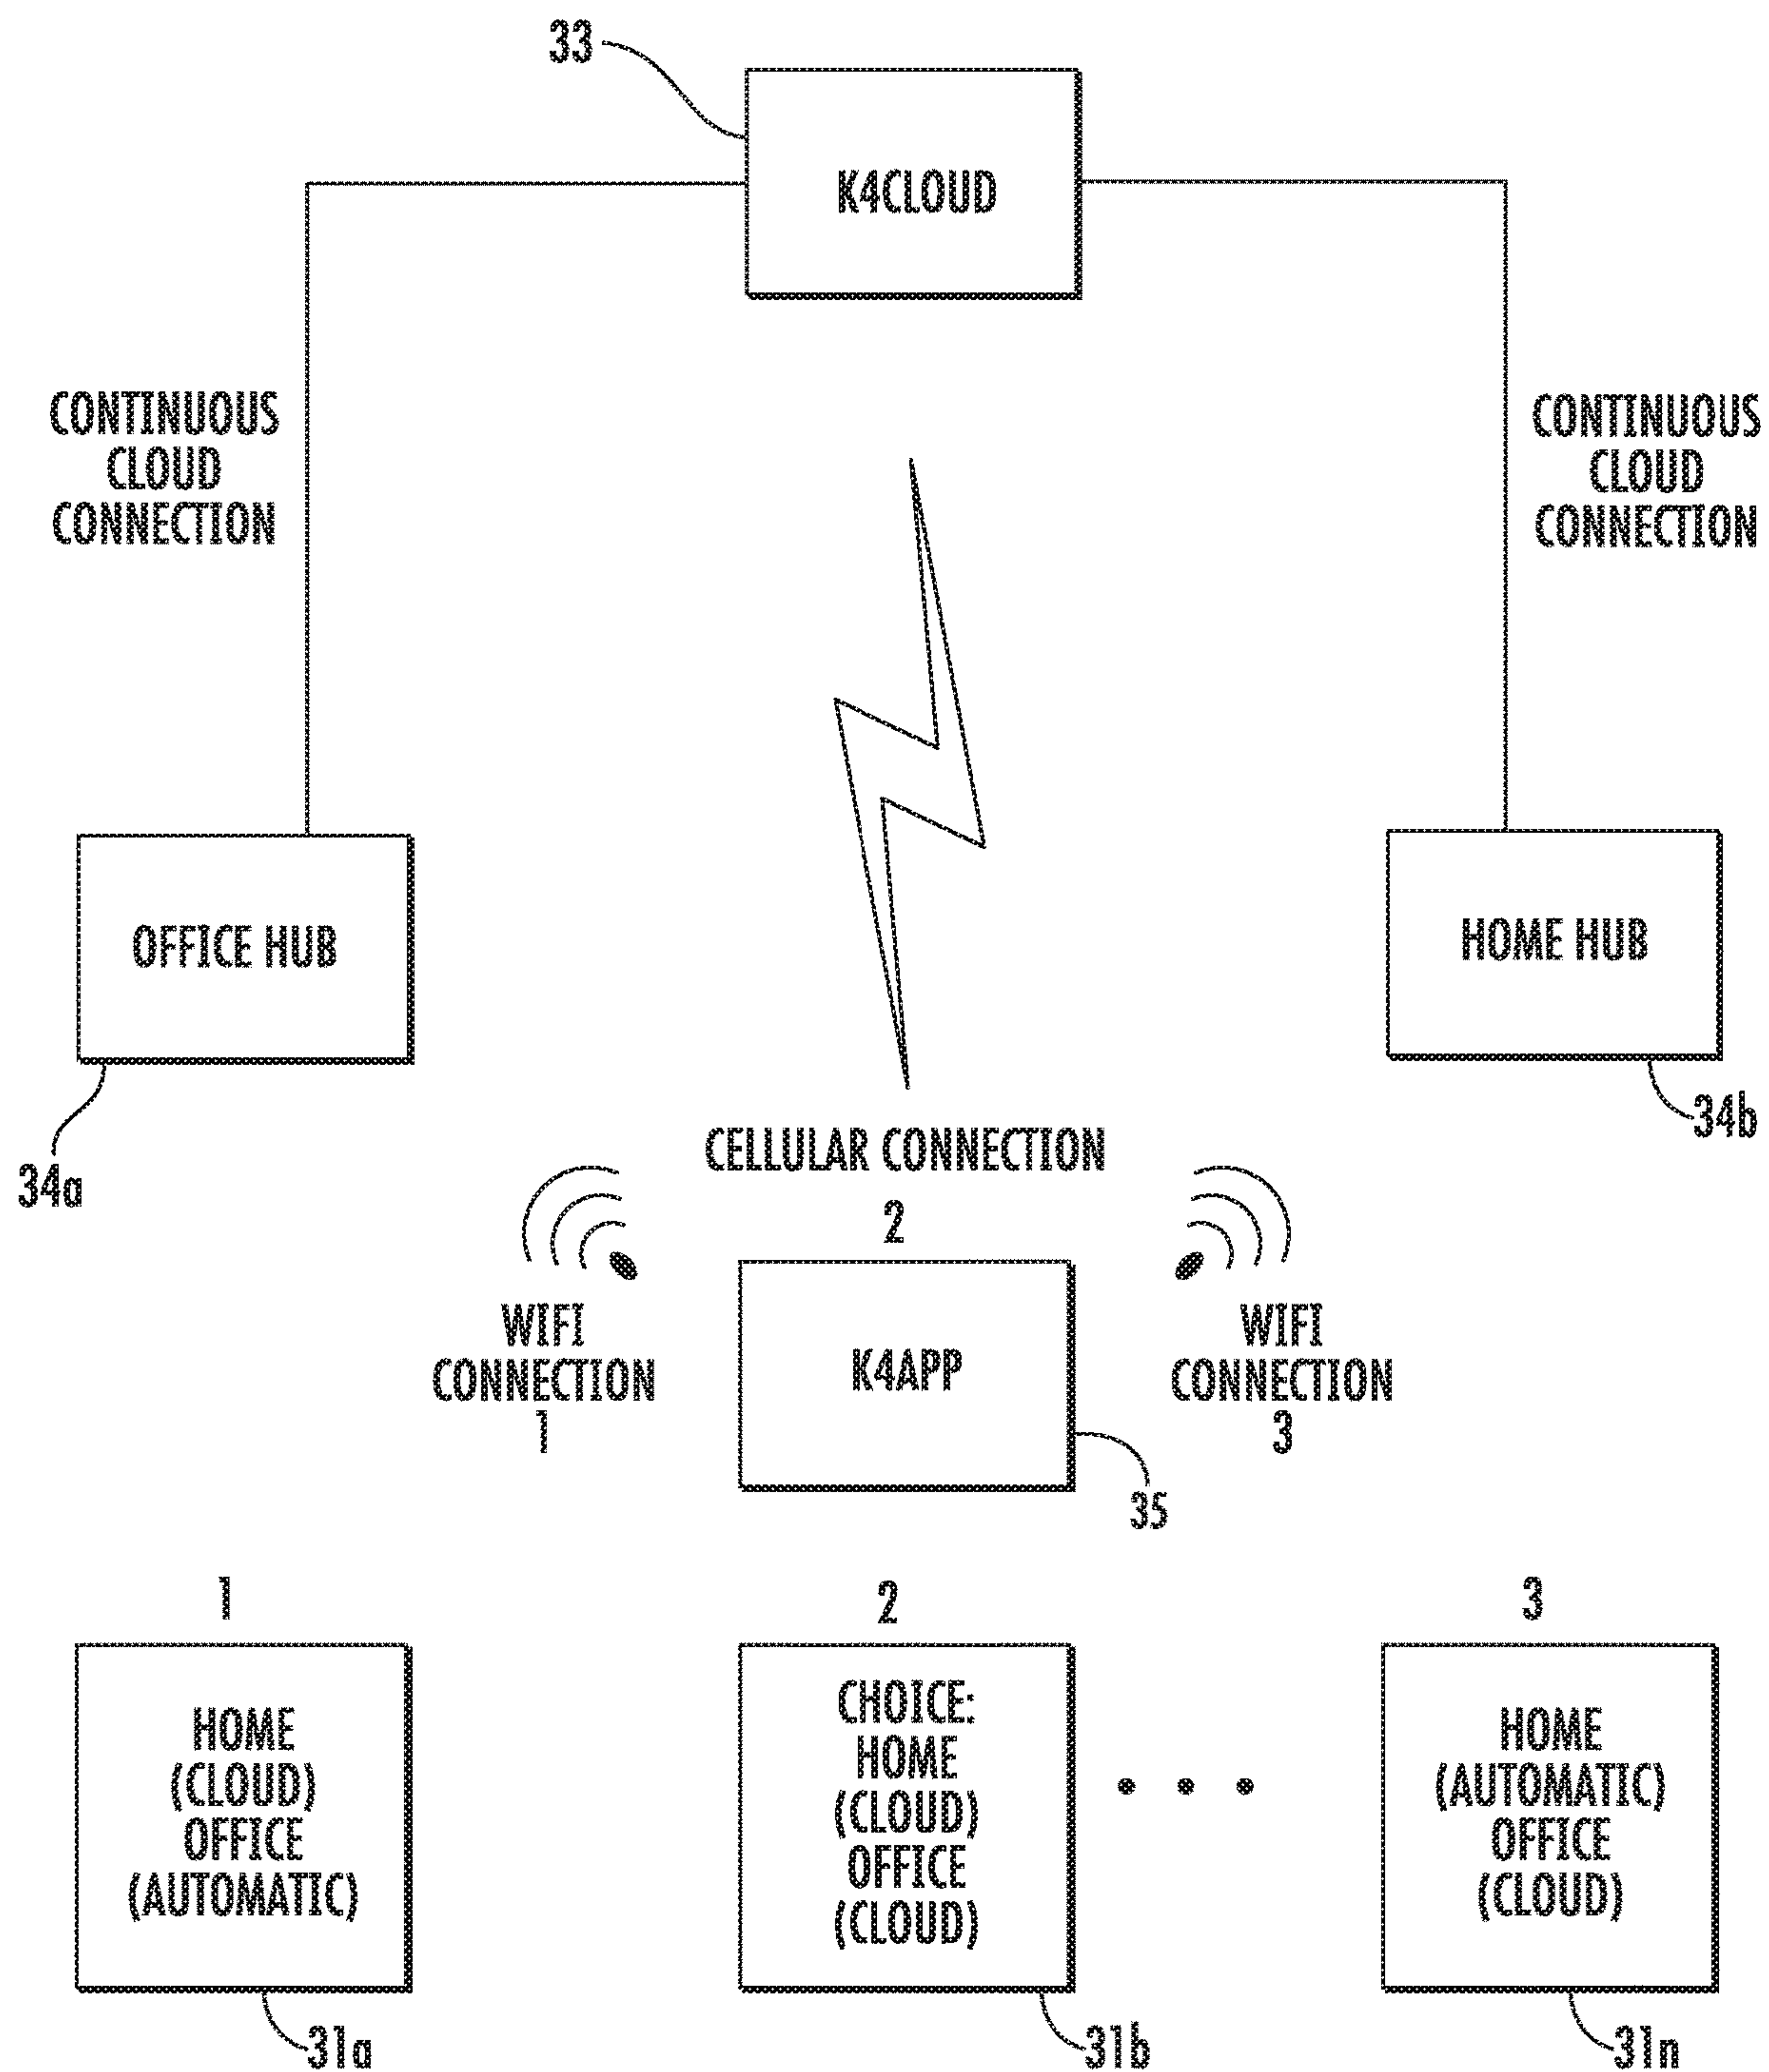 33
K4CLOUD
CONTINUOUS
CLOUD
CONNECTION
CONTINUOUS
CLOUD
CONNECTION
OFFICE HUB
HOME HUB
34a
34b
CELLULAR CONNECTION
2
WIFI
CONNECTION
1
K4APP
WIFI
CONNECTION
3
35
1
HOME
(CLOUD)
OFFICE
(AUTOMATIC)
31a
2
CHOICE:
HOME
(CLOUD)
OFFICE
(CLOUD)
31b
3
HOME
(AUTOMATIC)
OFFICE
(CLOUD)
31n